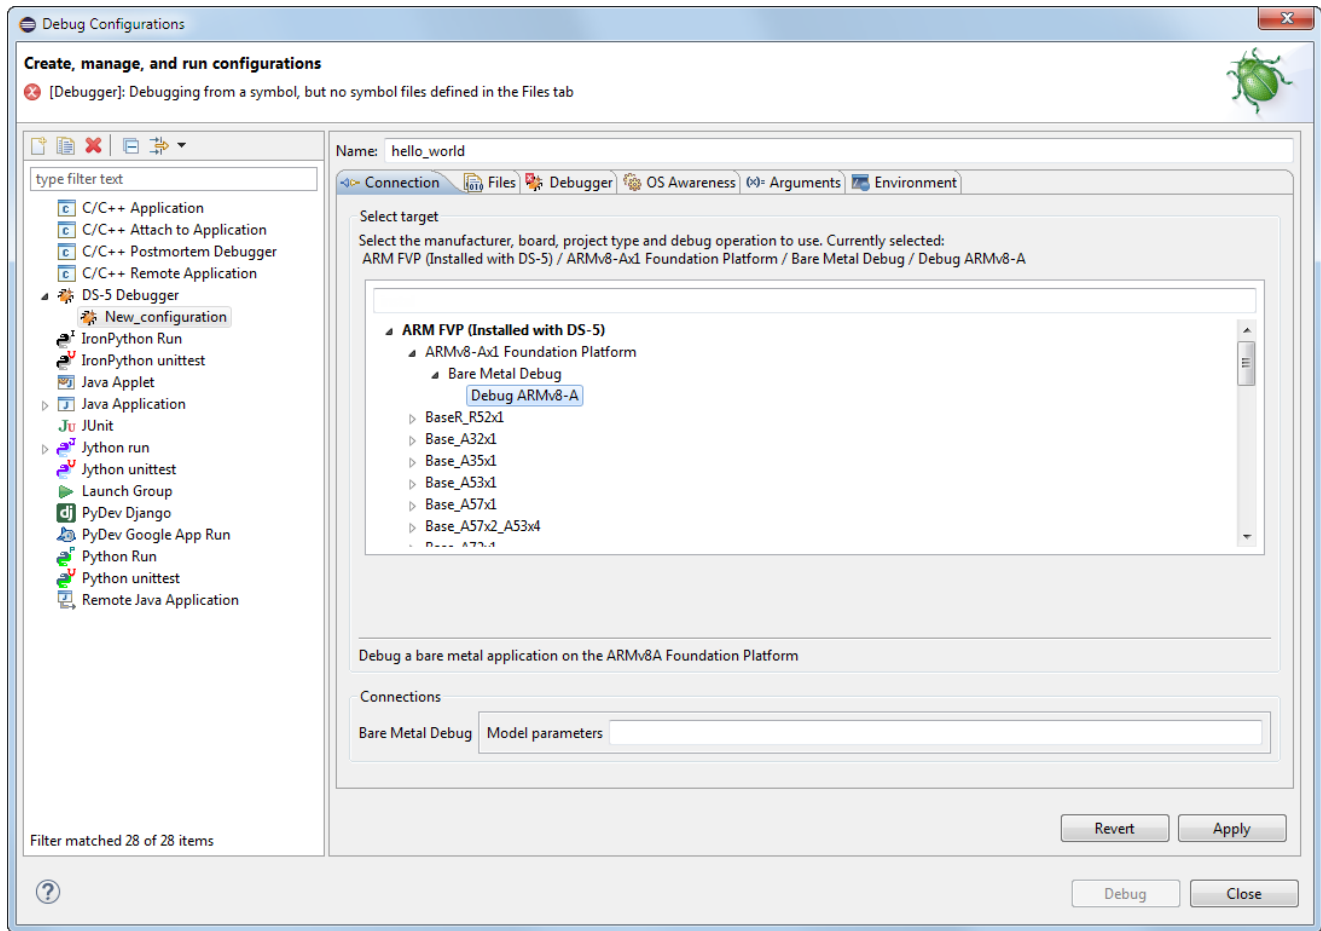 Debug Configurations
Create, manage, and run configurations
[Debugger]: Debugging from a symbol, but no symbol files defined in the Files tab
type filter text
C/C++ Application
C/C++ Attach to Application
C/C++ Postmortem Debugger
C/C++ Remote Application
DS-5 Debugger
New_configuration
IronPython Run
IronPython unittest
Java Applet
Java Application
JUnit
Jython run
Jython unittest
Launch Group
PyDev Django
PyDev Google App Run
Python Run
Python unittest
Remote Java Application
Filter matched 28 of 28 items
Name: hello_world
Connection Files Debugger OS Awareness Arguments Environment
Select target
Select the manufacturer, board, project type and debug operation to use. Currently selected:
ARM FVP (Installed with DS-5) / ARMv8-Ax1 Foundation Platform / Bare Metal Debug / Debug ARMv8-A
ARM FVP (Installed with DS-5)
ARMv8-Ax1 Foundation Platform
Bare Metal Debug
Debug ARMv8-A
BaseR_R52x1
Base_A32x1
Base_A35x1
Base_A53x1
Base_A57x1
Base_A57x2_A53x4
Debug a bare metal application on the ARMv8A Foundation Platform
Connections
Bare Metal Debug Model parameters
Revert Apply
Debug Close